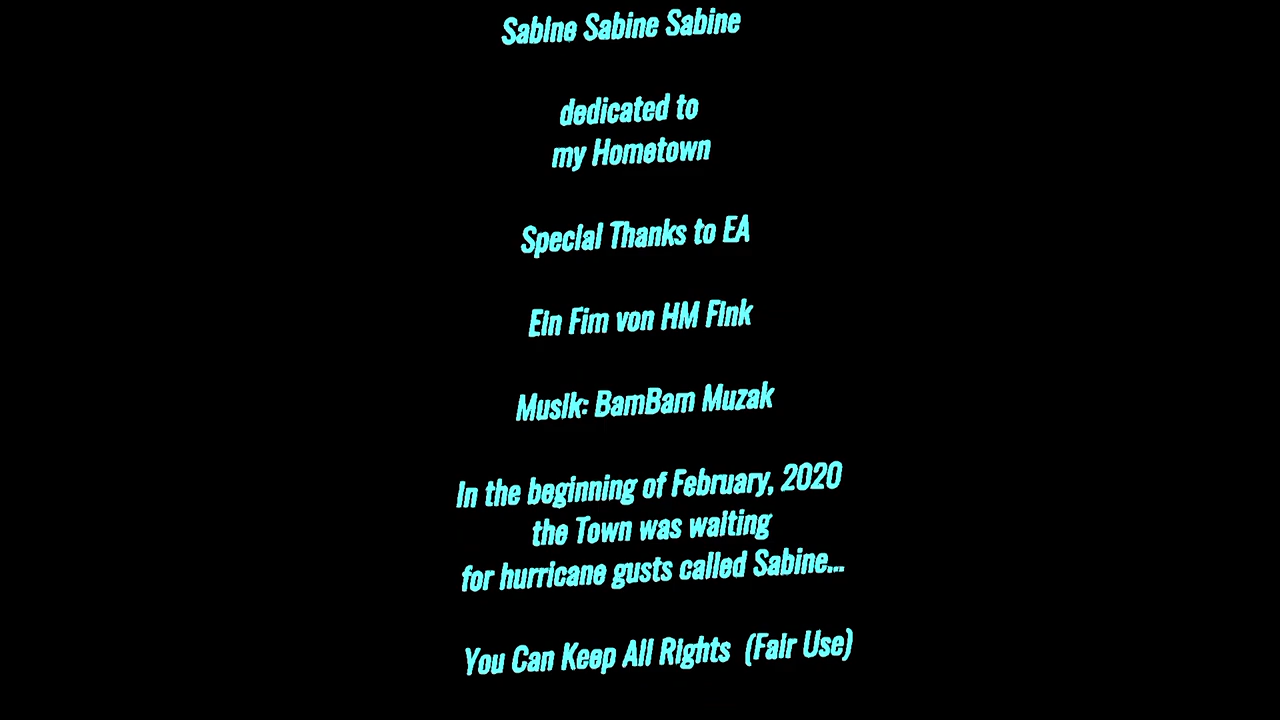 Sabine Sabine Sabine
dedicated to
my Hometown
Special Thanks to EA
Ein Fim von HM Fink
Musik: BamBam Muzak
In the beginning of February, 2020
the Town was waiting
for hurricane gusts called Sabine...
You Can Keep All Rights (Fair Use)